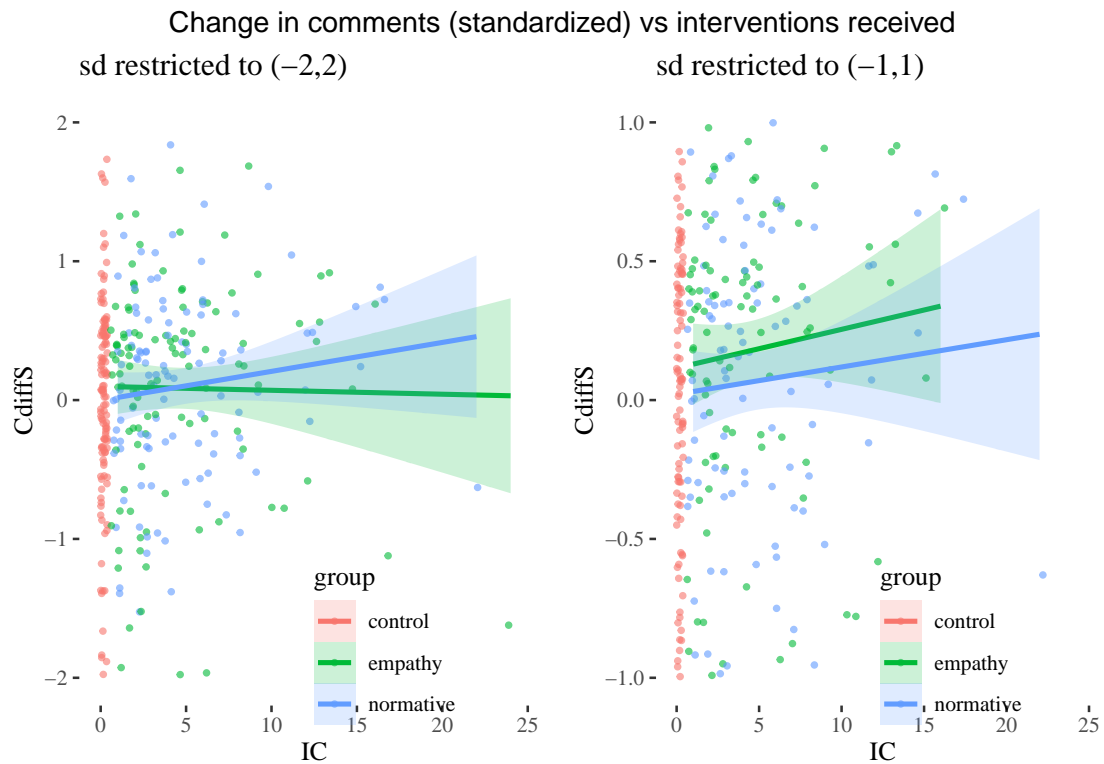 Change in comments (standardized) vs interventions received
sd restricted to (−2,2)
2
1
0
−1
−2
CdiffS
0
5
10
15
20
25
IC
group
control
empathy
normative
sd restricted to (−1,1)
1.0
0.5
0.0
−0.5
−1.0
CdiffS
0
5
10
15
20
25
IC
group
control
empathy
normative